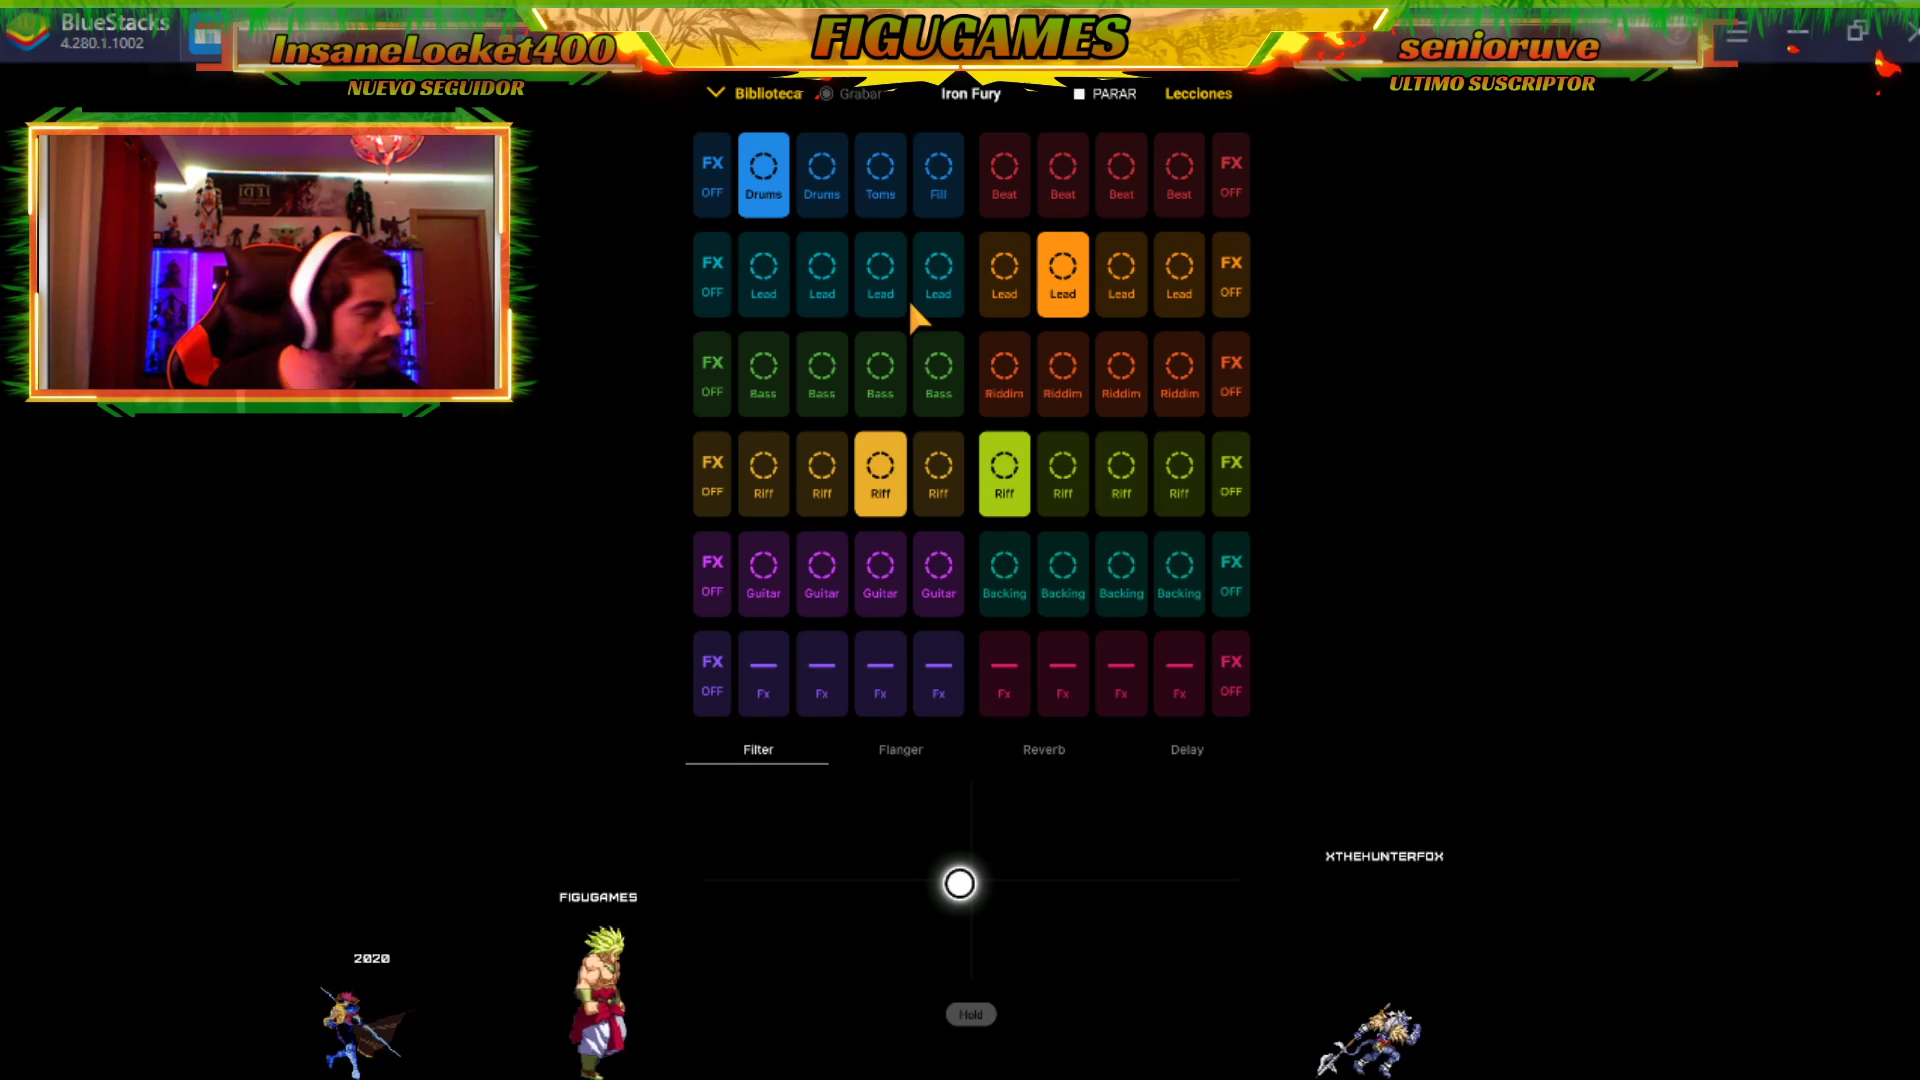 BlueStacks
4.280.1.1002
InsaneLocket400
NUEVO SEGUIDOR
FIGUGAMES
senioruve
ULTIMO SUSCRIPTOR
Biblioteca Grabar Iron Fury PARAR Lecciones
FX OFF Drums Drums Toms Fill Beat Beat Beat Beat FX OFF
FX OFF Lead Lead Lead Lead Lead Lead Lead Lead FX OFF
FX OFF Bass Bass Bass Bass Riddim Riddim Riddim Riddim FX OFF
FX OFF Riff Riff Riff Riff Riff Riff Riff Riff FX OFF
FX OFF Guitar Guitar Guitar Guitar Backing Backing Backing Backing FX OFF
FX OFF Fx Fx Fx Fx Fx Fx Fx Fx FX OFF
Filter Flanger Reverb Delay
XTHEHUNTERFOX
FIGUGAMES
2020
Hold